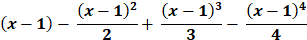 (x − 1) − (x − 1)²/2 + (x − 1)³/3 − (x − 1)⁴/4